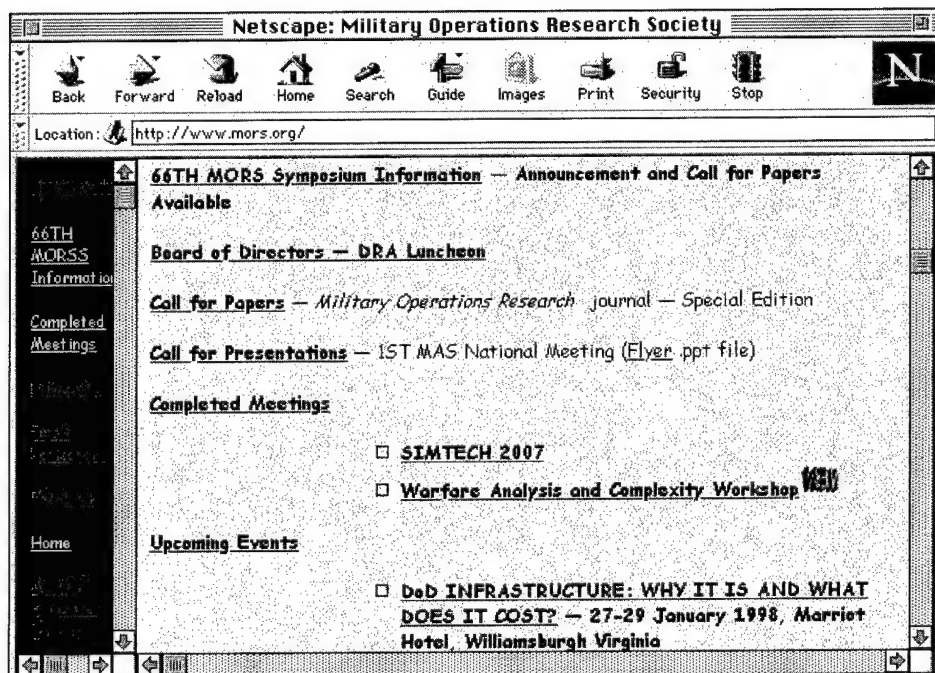 Netscape: Military Operations Research Society
Back Forward Reload Home Search Guide Images Print Security Stop
N
Location: http://www.mors.org/
66TH
MORSS
Informatio
Completed
Meetings
Home
66TH MORS Symposium Information — Announcement and Call for Papers
Available
Board of Directors — DRA Luncheon
Call for Papers — Military Operations Research journal — Special Edition
Call for Presentations — 1ST MAS National Meeting (Flyer .ppt file)
Completed Meetings
SIMTECH 2007
Warfare Analysis and Complexity Workshop
Upcoming Events
DoD INFRASTRUCTURE: WHY IT IS AND WHAT
DOES IT COST? — 27-29 January 1998, Marriot
Hotel, Williamsburgh Virginia